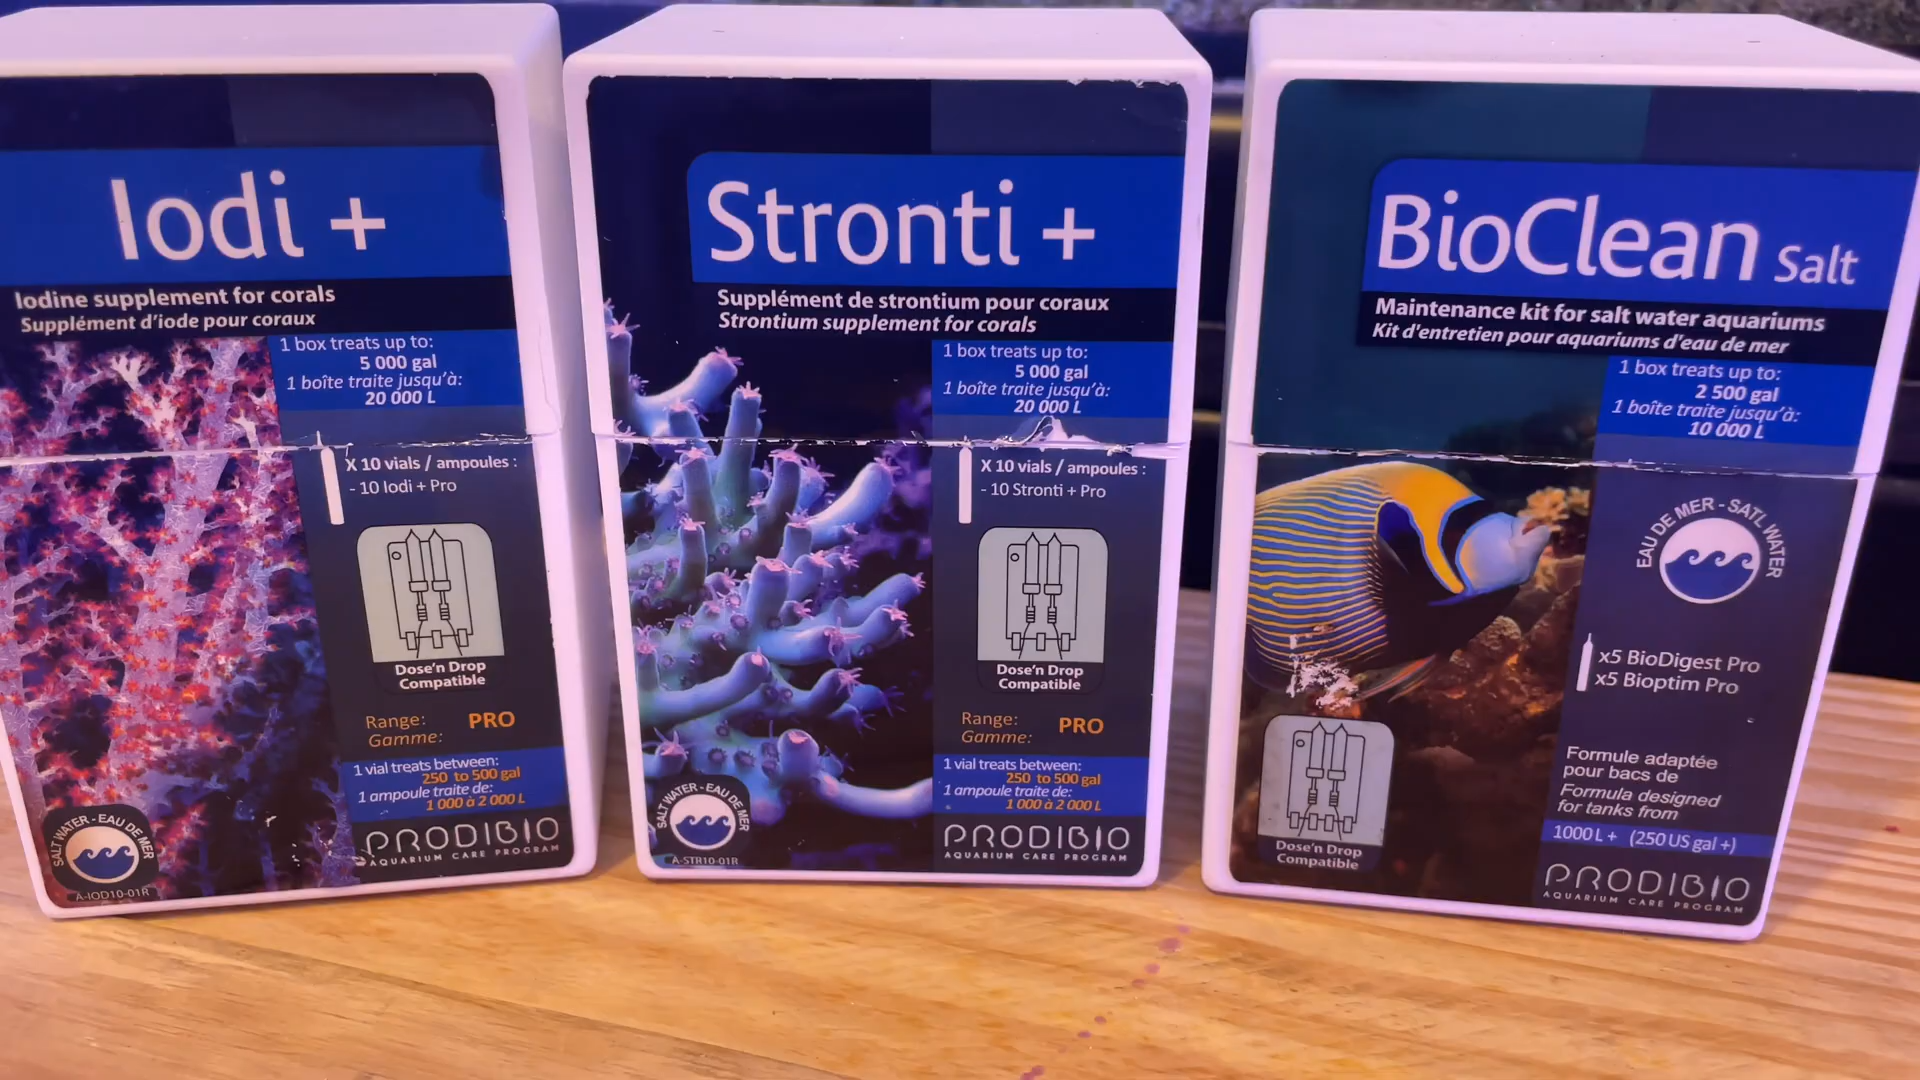 Iodi +
Iodine supplement for corals
Supplément d'iode pour coraux
1 box treats up to:
5 000 gal
1 boîte traite jusqu'à:
20 000 L
X 10 vials / ampoules :
- 10 Iodi + Pro
Dose'n Drop
Compatible
Range: PRO
Gamme:
1 vial treats between:
250 to 500 gal
1 ampoule traite de:
1 000 à 2 000 L
SALT WATER - EAU DE MER
A-IOD10-01R
PRODIBIO
AQUARIUM CARE PROGRAM
Stronti +
Supplément de strontium pour coraux
Strontium supplement for corals
1 box treats up to:
5 000 gal
1 boîte traite jusqu'à:
20 000 L
X 10 vials / ampoules :
- 10 Stronti + Pro
Dose'n Drop
Compatible
Range: PRO
Gamme:
1 vial treats between:
250 to 500 gal
1 ampoule traite de:
1 000 à 2 000 L
SALT WATER - EAU DE MER
A-STR10-01R
PRODIBIO
AQUARIUM CARE PROGRAM
BioClean Salt
Maintenance kit for salt water aquariums
Kit d'entretien pour aquariums d'eau de mer
1 box treats up to:
2 500 gal
1 boîte traite jusqu'à:
10 000 L
EAU DE MER - SATL WATER
x5 BioDigest Pro
x5 Bioptim Pro
Dose'n Drop
Compatible
Formule adaptée
pour bacs de
Formula designed
for tanks from
1000 L + (250 US gal +)
PRODIBIO
AQUARIUM CARE PROGRAM